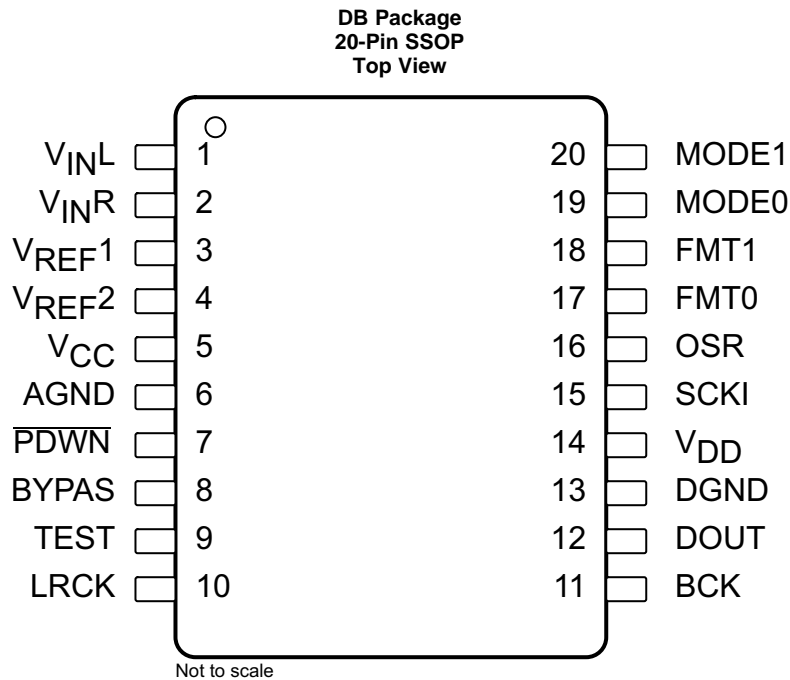 DB Package
20-Pin SSOP
Top View
VINL 1 20 MODE1
VINR 2 19 MODE0
VREF1 3 18 FMT1
VREF2 4 17 FMT0
VCC 5 16 OSR
AGND 6 15 SCKI
PDWN 7 14 VDD
BYPAS 8 13 DGND
TEST 9 12 DOUT
LRCK 10 11 BCK
Not to scale